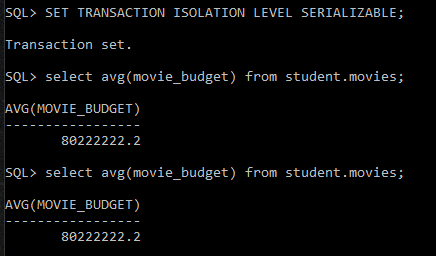 SQL> SET TRANSACTION ISOLATION LEVEL SERIALIZABLE;
Transaction set.
SQL> select avg(movie_budget) from student.movies;
AVG(MOVIE_BUDGET)
-----------------
80222222.2
SQL> select avg(movie_budget) from student.movies;
AVG(MOVIE_BUDGET)
-----------------
80222222.2